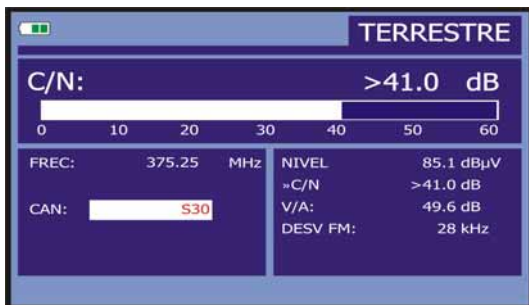 TERRESTRE
C/N: >41.0 dB
0 10 20 30 40 50 60
FREC: 375.25 MHz
CAN: S30
NIVEL 85.1 dBµV
»C/N >41.0 dB
V/A: 49.6 dB
DESV FM: 28 kHz